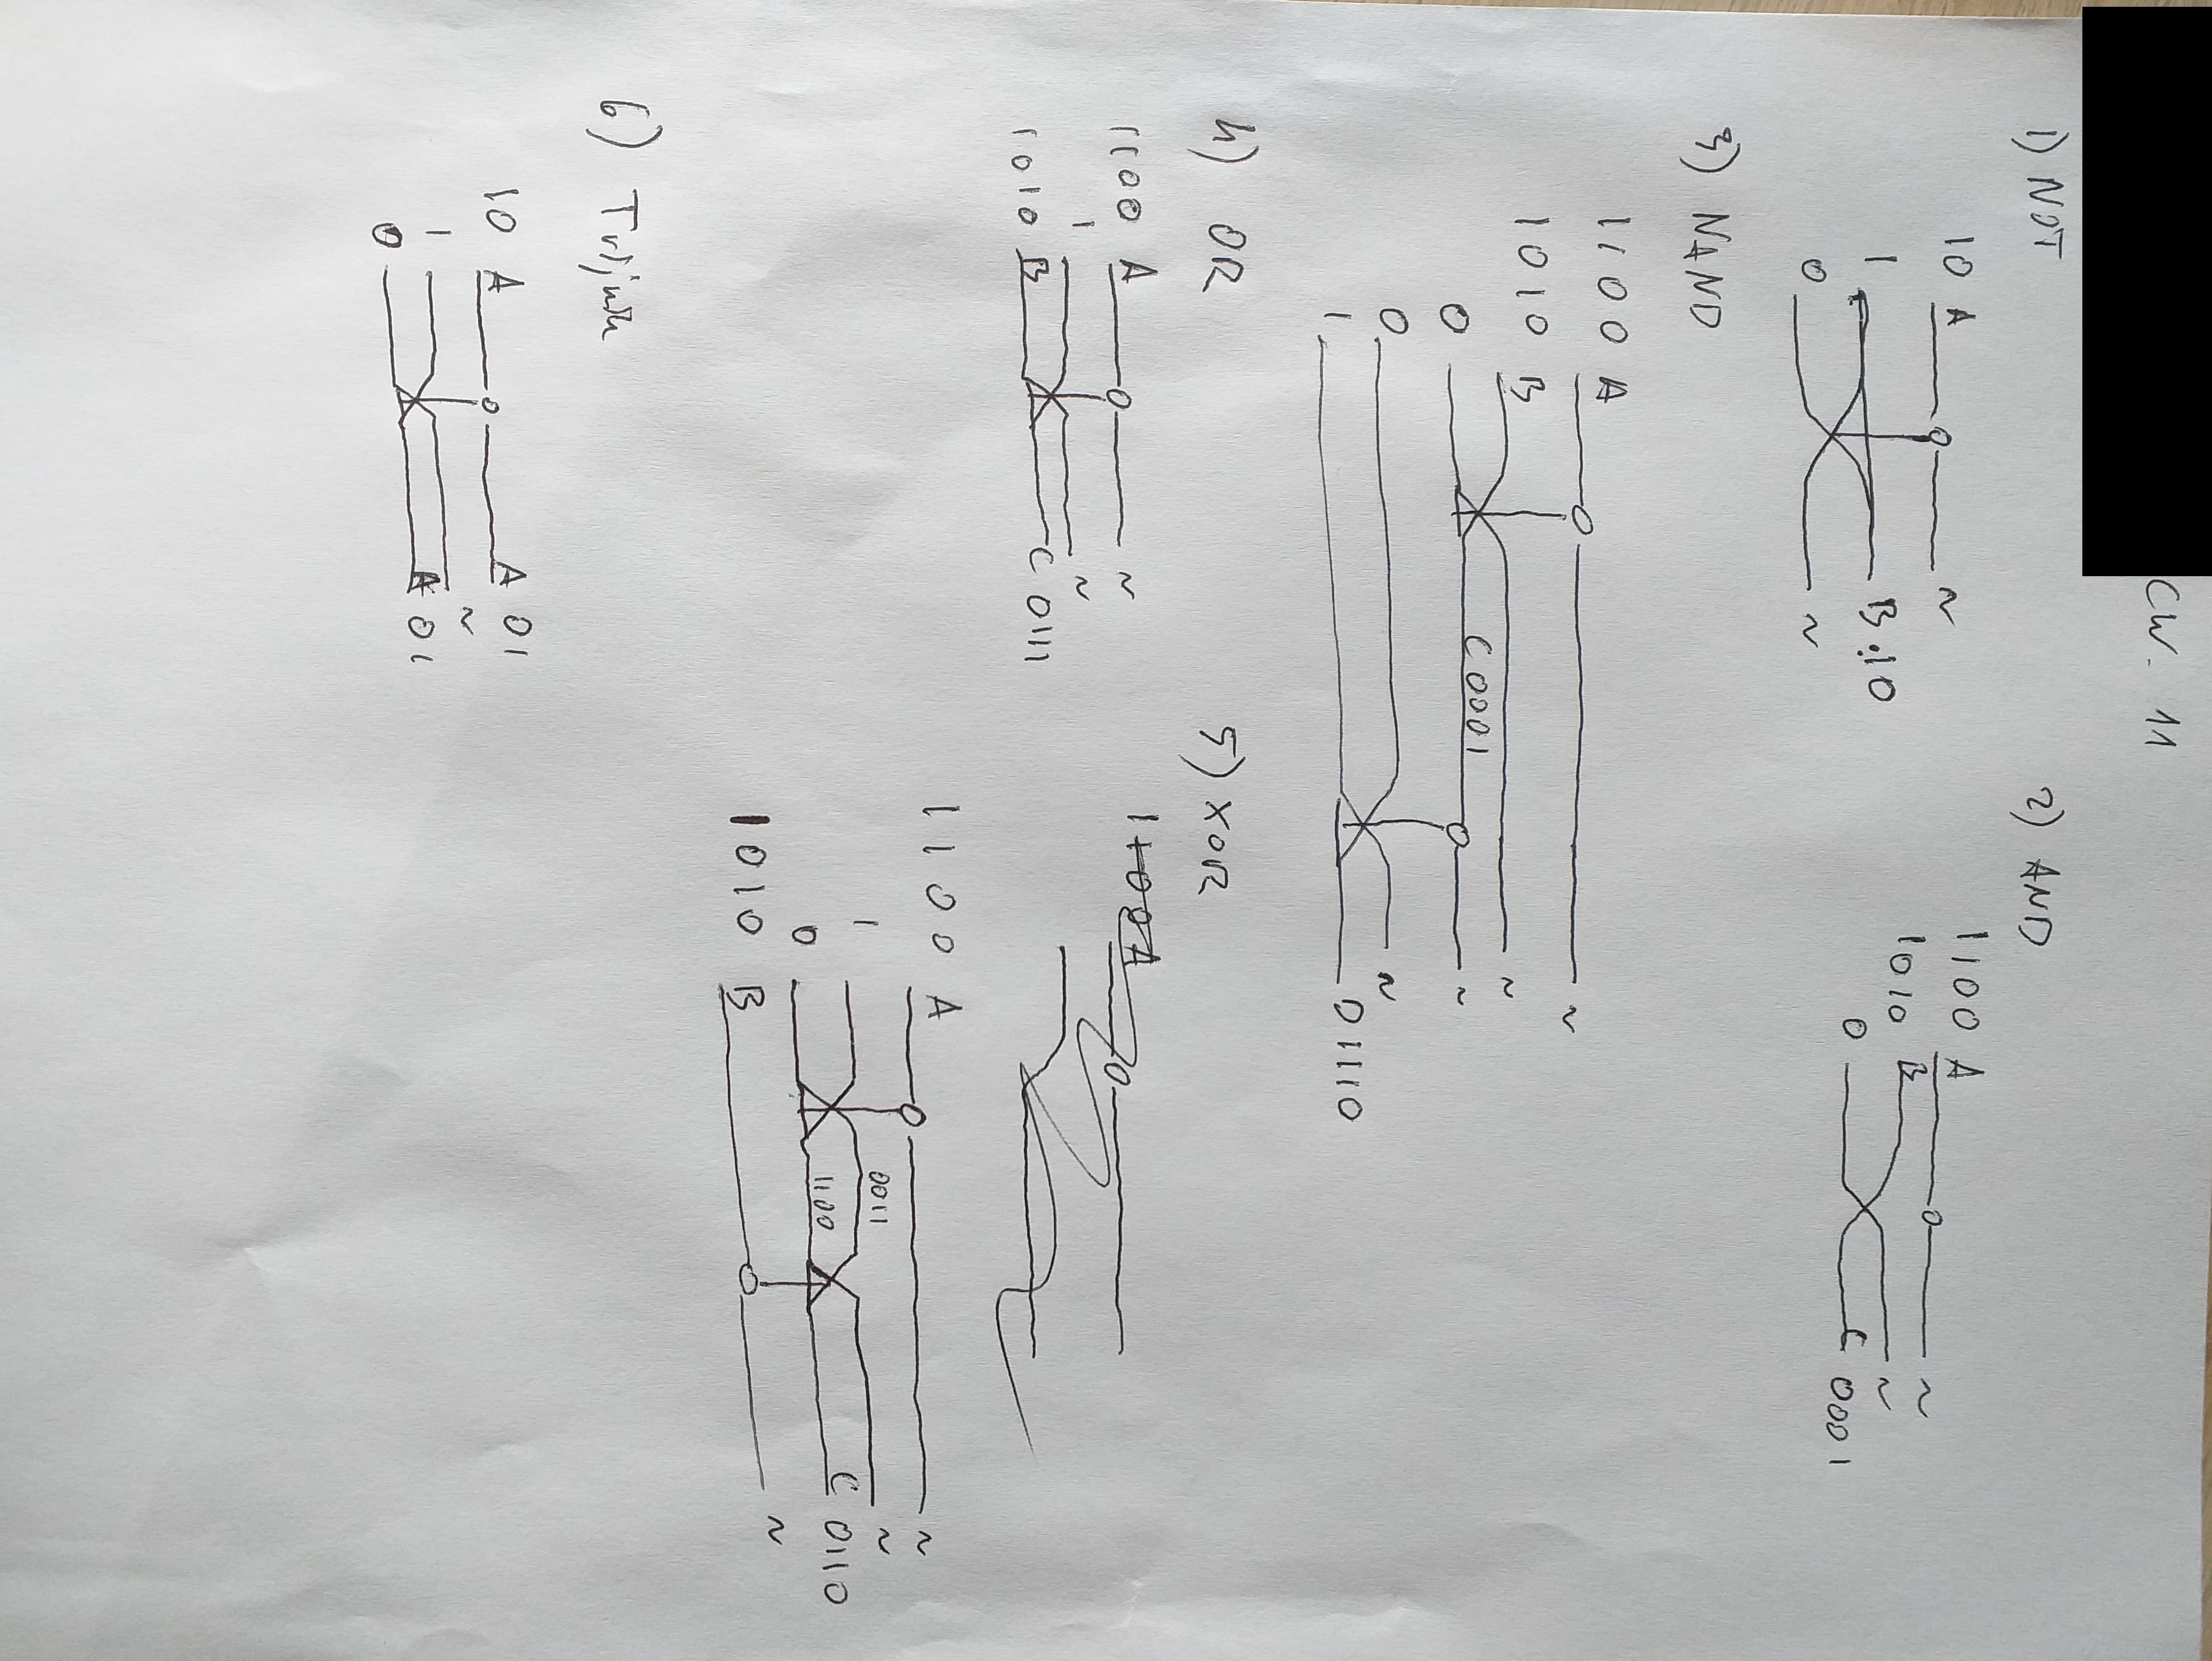 CW. 11
1) NOT
10 A ~
1 B:10
0 ~
2) AND
1100 A ~
1010 B ~
0 C 0001
3) NAND
1100 A ~
1010 B ~
0 C 0001 ~
0 ~
1 01110
4) OR
1100 A ~
1 ~
1010 B C 0111
5) XOR
1100 A ~
1 0011 ~
0 1100 C 0110
1010 B ~
6)
10 A A 01
1 ~
0 A 01